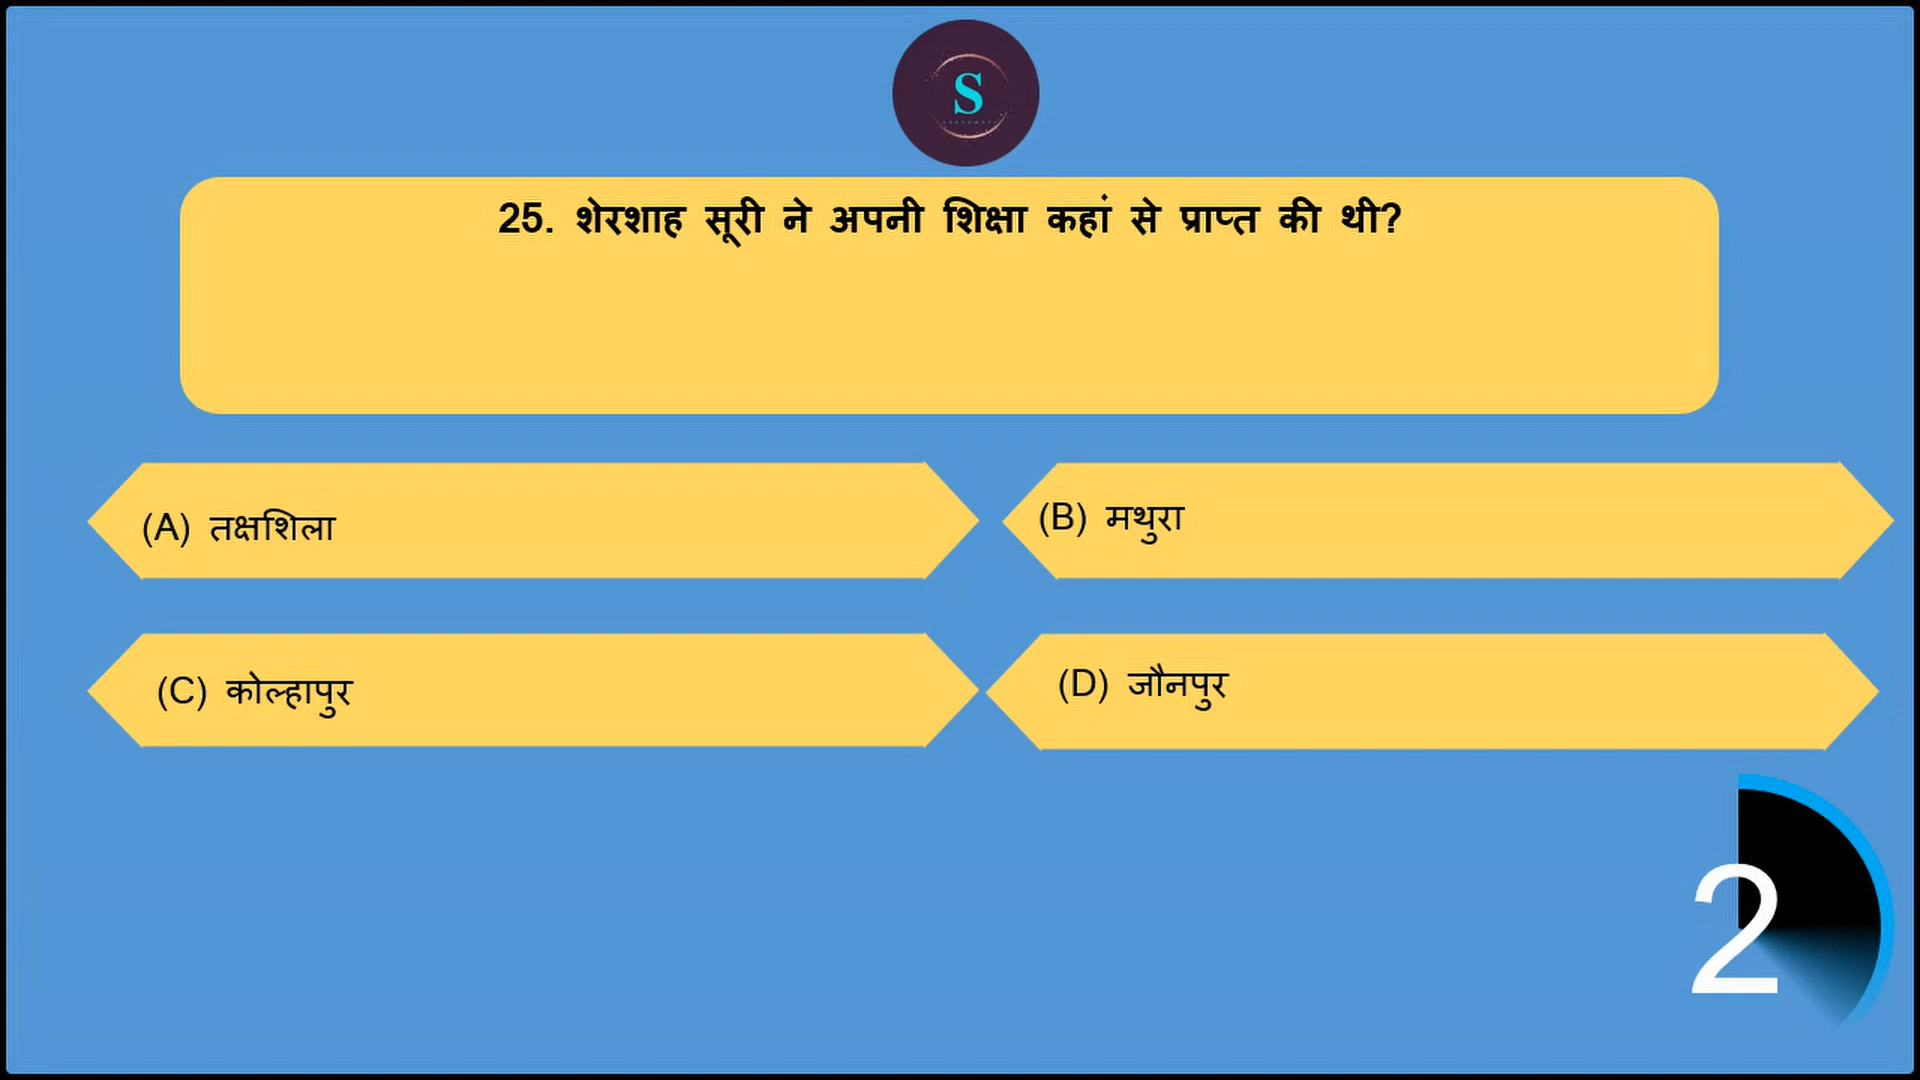 S
25. शेरशाह सूरी ने अपनी शिक्षा कहां से प्राप्त की थी?
(A) तक्षशिला
(B) मथुरा
(C) कोल्हापुर
(D) जौनपुर
2